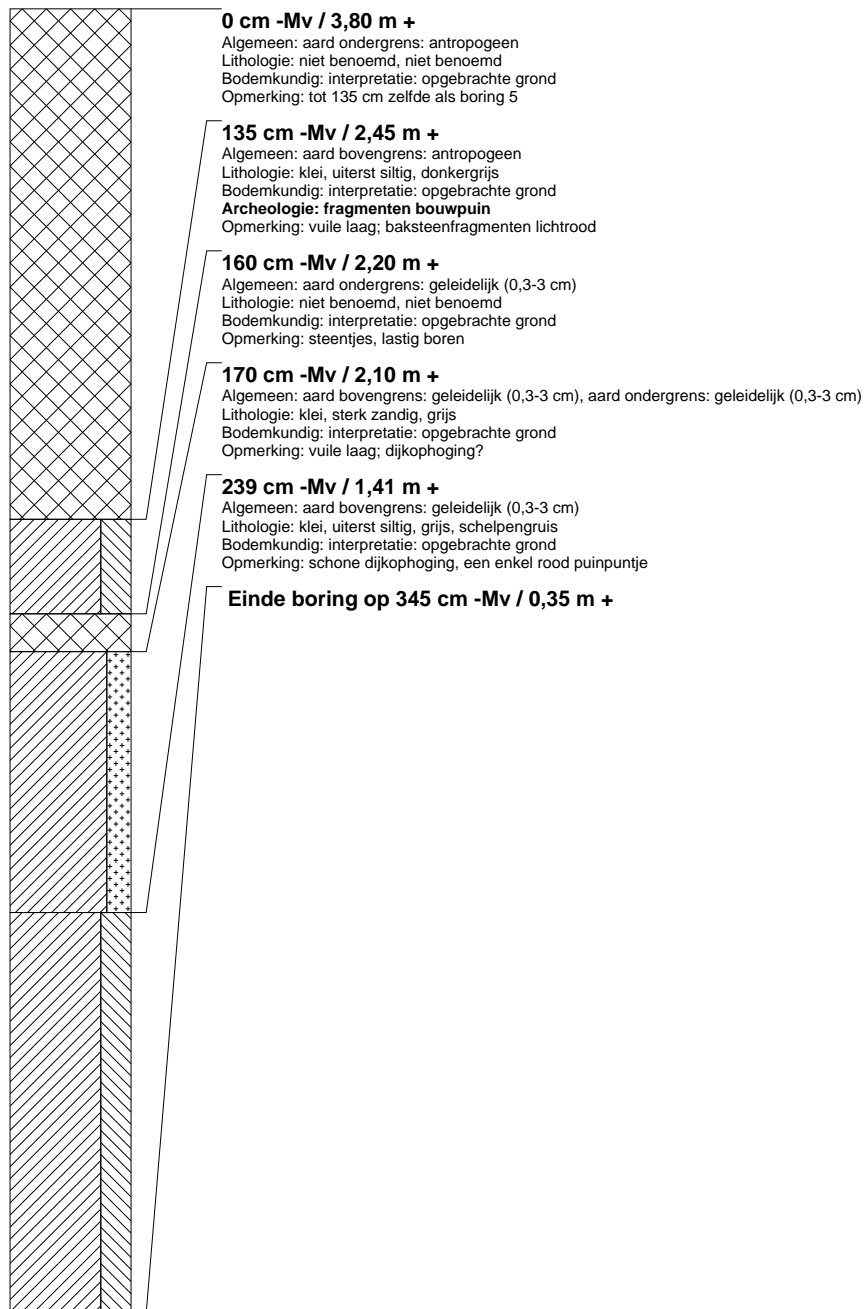 0 cm -Mv / 3,80 m +
Algemeen: aard ondergrens: antropogeen
Lithologie: niet benoemd, niet benoemd
Bodemkundig: interpretatie: opgebrachte grond
Opmerking: tot 135 cm zelfde als boring 5
135 cm -Mv / 2,45 m +
Algemeen: aard bovengrens: antropogeen
Lithologie: klei, uiterst siltig, donkergrijs
Bodemkundig: interpretatie: opgebrachte grond
Archeologie: fragmenten bouwpuin
Opmerking: vuile laag; baksteenfragmenten lichtrood
160 cm -Mv / 2,20 m +
Algemeen: aard ondergrens: geleidelijk (0,3-3 cm)
Lithologie: niet benoemd, niet benoemd
Bodemkundig: interpretatie: opgebrachte grond
Opmerking: steentjes, lastig boren
170 cm -Mv / 2,10 m +
Algemeen: aard bovengrens: geleidelijk (0,3-3 cm), aard ondergrens: geleidelijk (0,3-3 cm)
Lithologie: klei, sterk zandig, grijs
Bodemkundig: interpretatie: opgebrachte grond
Opmerking: vuile laag; dijkophoging?
239 cm -Mv / 1,41 m +
Algemeen: aard bovengrens: geleidelijk (0,3-3 cm)
Lithologie: klei, uiterst siltig, grijs, schelpengruis
Bodemkundig: interpretatie: opgebrachte grond
Opmerking: schone dijkophoging, een enkel rood puinpuntje
Einde boring op 345 cm -Mv / 0,35 m +